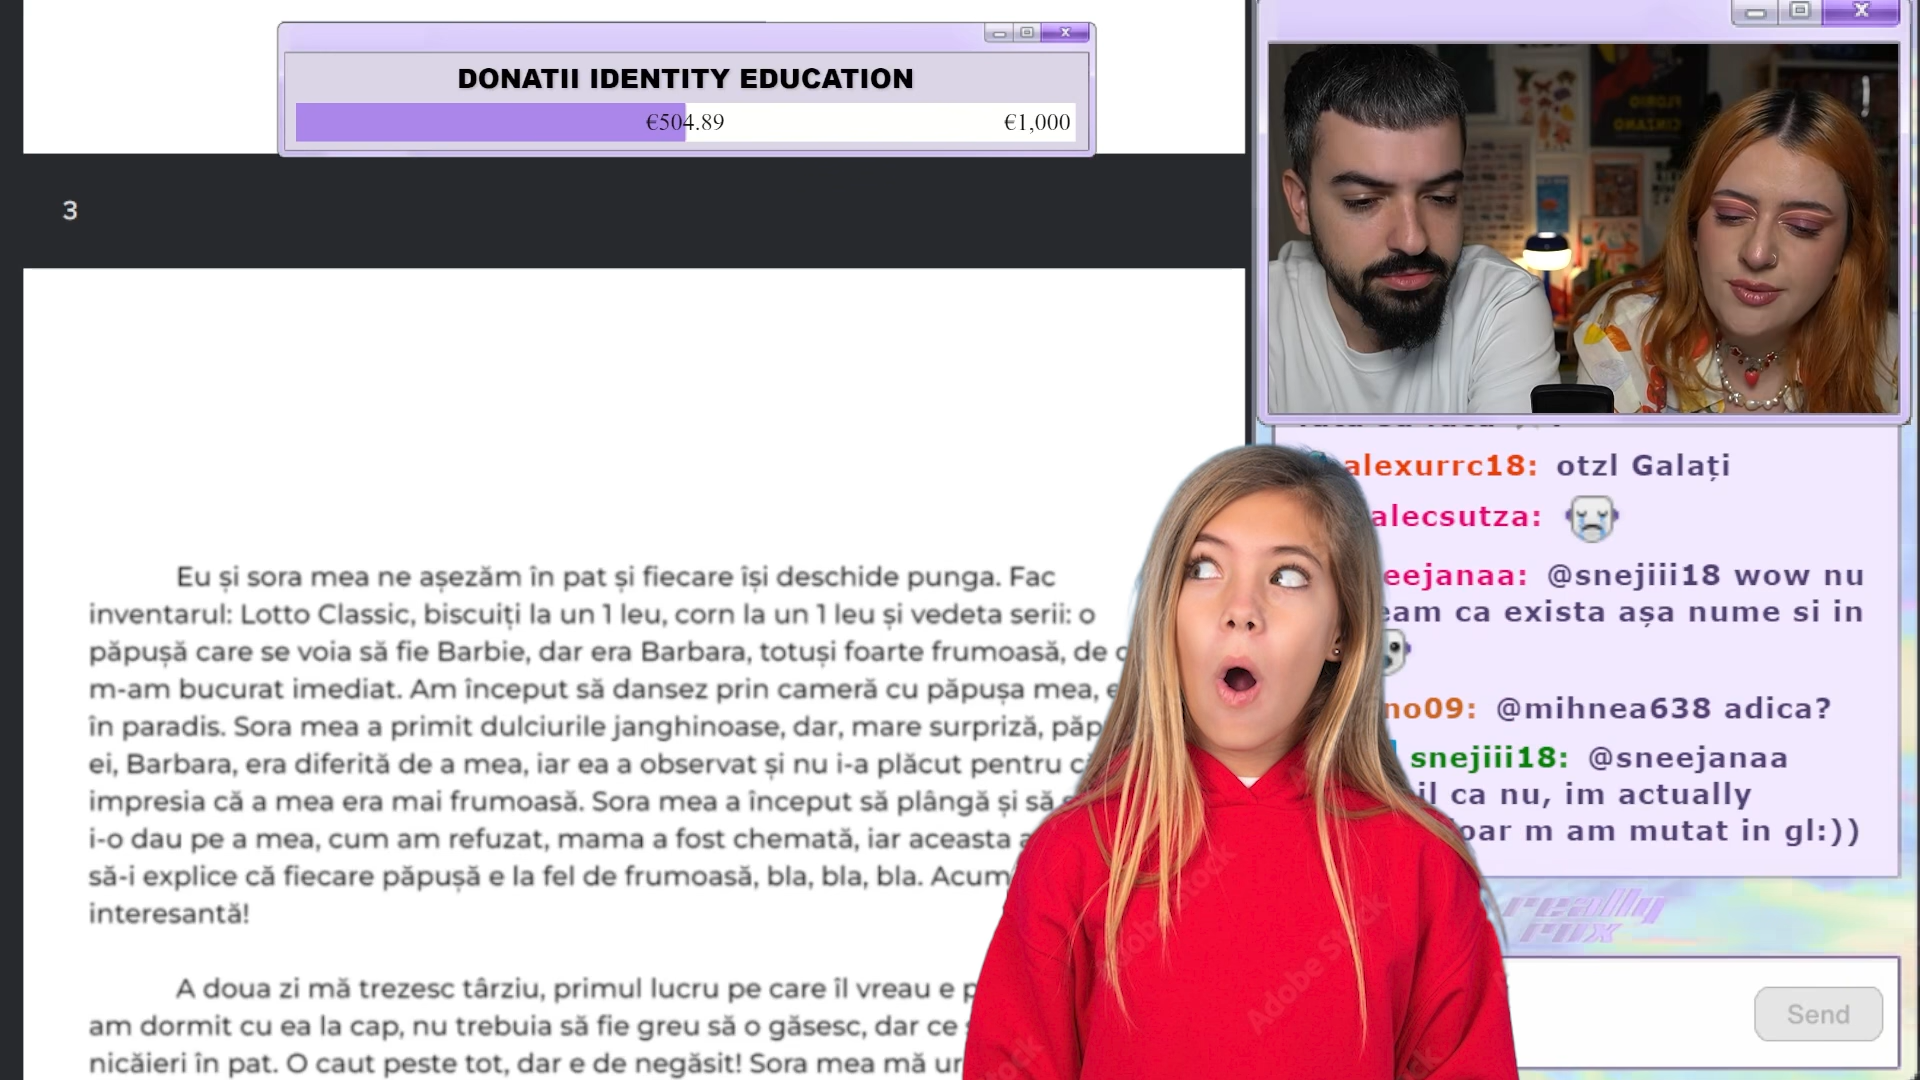 DONATII IDENTITY EDUCATION
€504.89
€1,000
3
Eu și sora mea ne așezăm în pat și fiecare își deschide punga. Fac
inventarul: Lotto Classic, biscuiți la un 1 leu, corn la un 1 leu și vedeta serii: o
păpușă care se voia să fie Barbie, dar era Barbara, totuși foarte frumoasă, de
m-am bucurat imediat. Am început să dansez prin cameră cu păpușa mea,
în paradis. Sora mea a primit dulciurile janghinoase, dar, mare surpriză,
ei, Barbara, era diferită de a mea, iar ea a observat și nu i-a plăcut pentru
impresia că a mea era mai frumoasă. Sora mea a început să plângă și să
i-o dau pe a mea, cum am refuzat, mama a fost chemată, iar aceasta
să-i explice că fiecare păpușă e la fel de frumoasă, bla, bla, bla. Acum
interesantă!
A doua zi mă trezesc târziu, primul lucru pe care îl vreau e
am dormit cu ea la cap, nu trebuia să fie greu să o găsesc, dar ce
nicăieri în pat. O caut peste tot, dar e de negăsit! Sora mea mă
FLORIO
CINZANO
alexurrc18: otzl Galați
alecsutza:
eejanaa: @snejiii18 wow nu
eam ca exista așa nume si in
no09: @mihnea638 adica?
snejiii18: @sneejanaa
il ca nu, im actually
oar m am mutat in gl:))
really
rux
Send
Adobe Stock
Adobe Stock